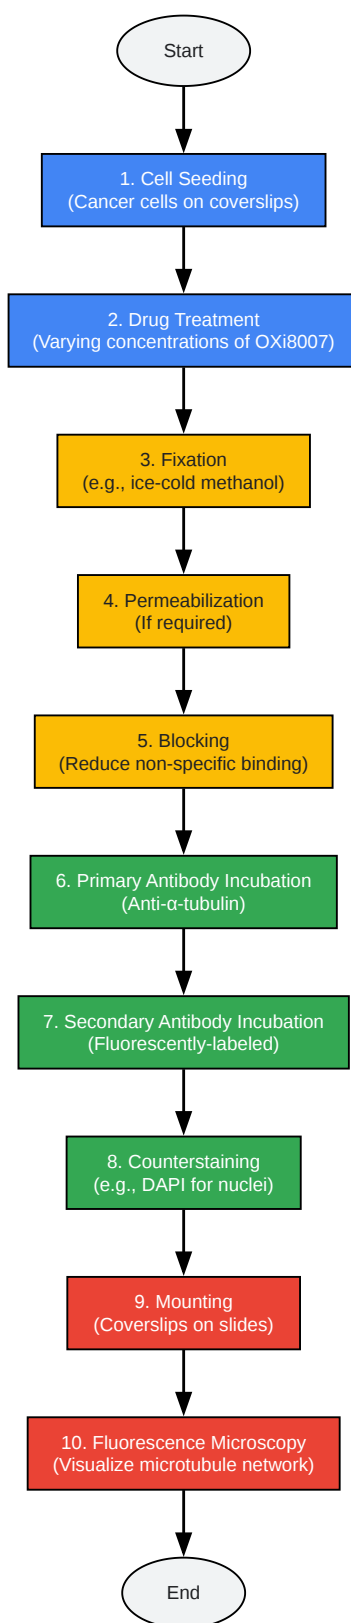 Start
1. Cell Seeding
(Cancer cells on coverslips)
2. Drug Treatment
(Varying concentrations of OXi8007)
3. Fixation
(e.g., ice-cold methanol)
4. Permeabilization
(If required)
5. Blocking
(Reduce non-specific binding)
6. Primary Antibody Incubation
(Anti-α-tubulin)
7. Secondary Antibody Incubation
(Fluorescently-labeled)
8. Counterstaining
(e.g., DAPI for nuclei)
9. Mounting
(Coverslips on slides)
10. Fluorescence Microscopy
(Visualize microtubule network)
End